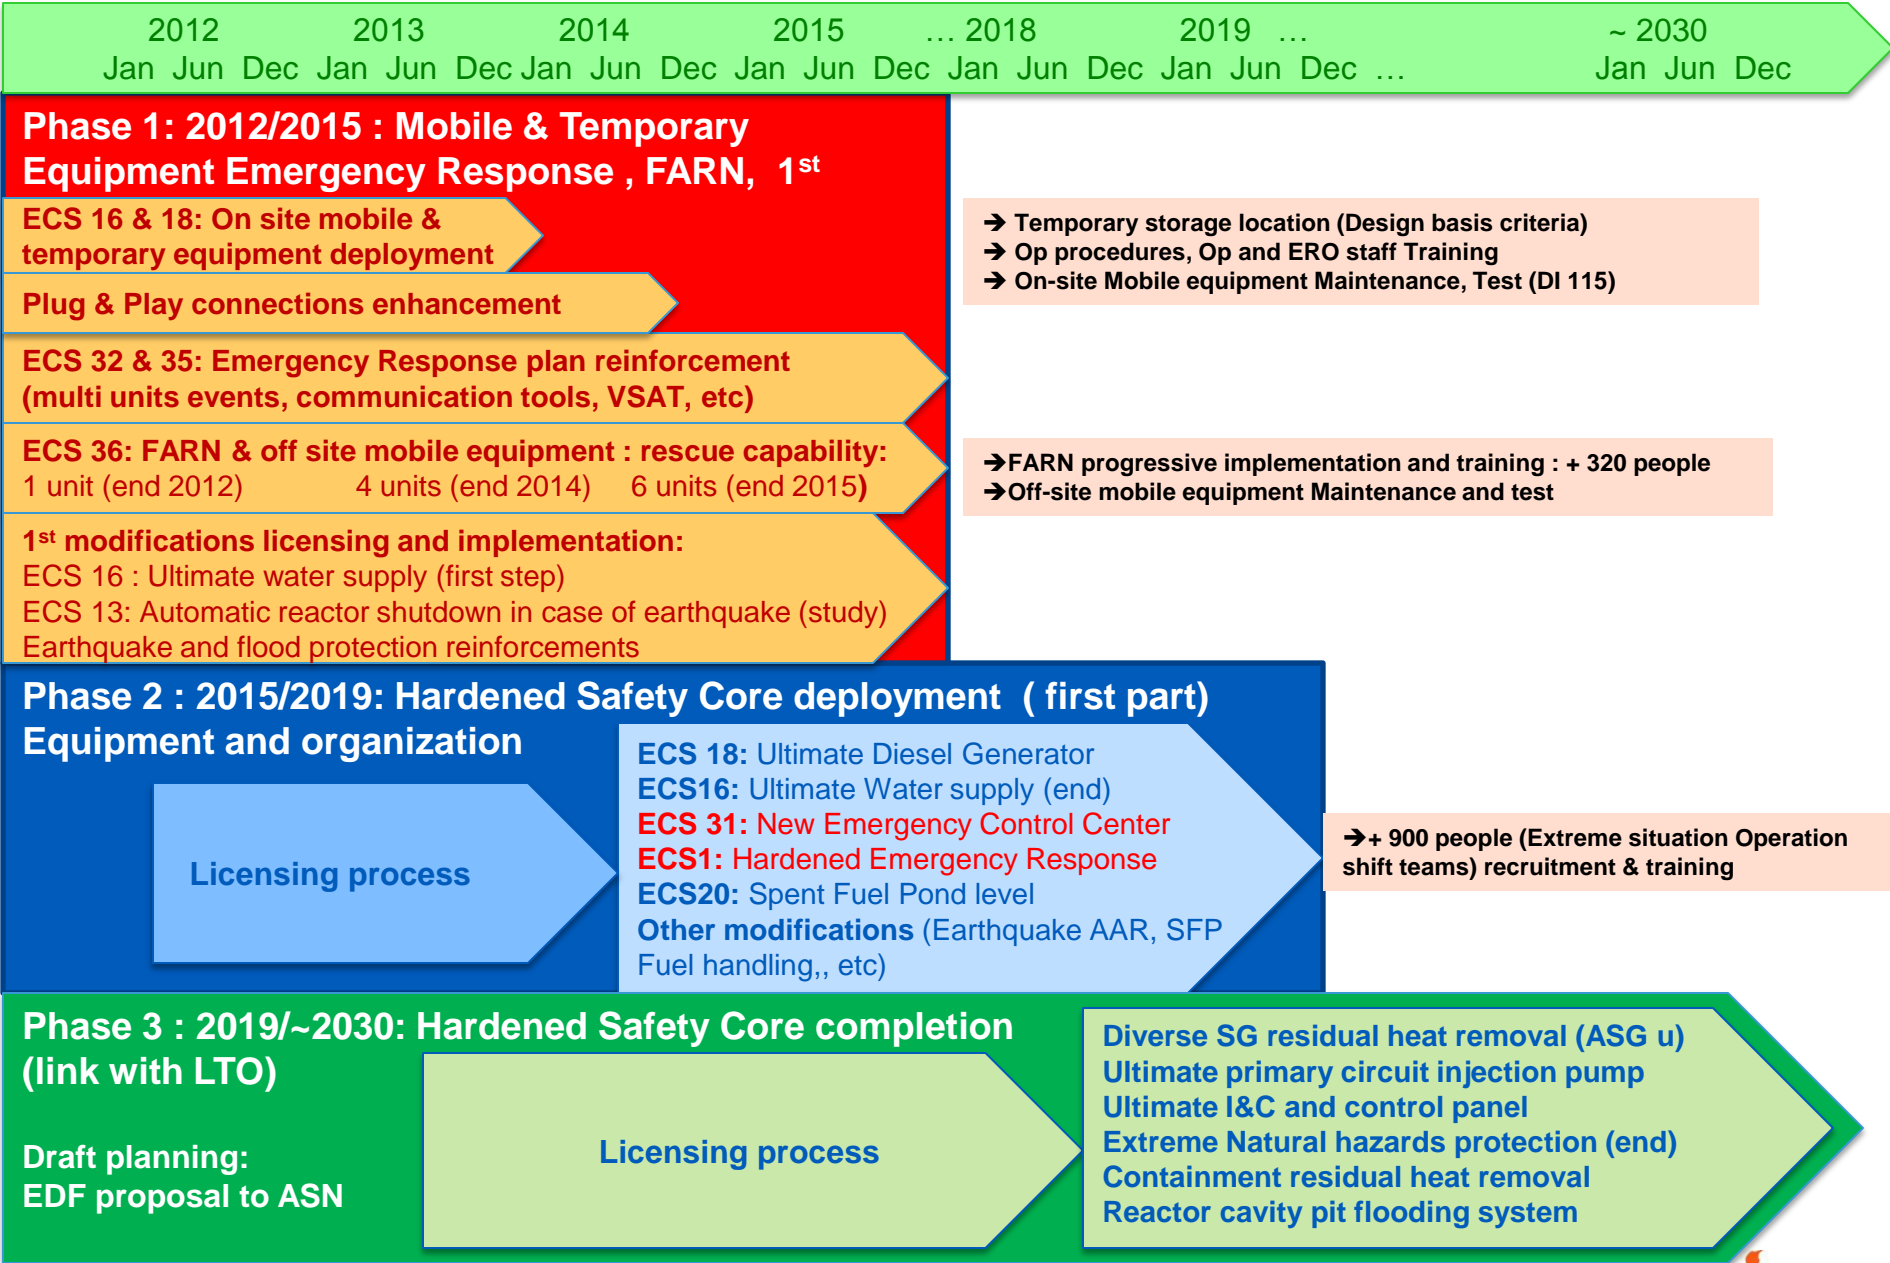 2012 2013 2014 2015 … 2018 2019 … ~ 2030
Jan Jun Dec Jan Jun Dec Jan Jun Dec Jan Jun Dec Jan Jun Dec Jan Jun Dec … Jan Jun Dec
Phase 1: 2012/2015 : Mobile & Temporary
Equipment Emergency Response , FARN, 1st
ECS 16 & 18: On site mobile &
temporary equipment deployment
➔ Temporary storage location (Design basis criteria)
➔ Op procedures, Op and ERO staff Training
➔ On-site Mobile equipment Maintenance, Test (DI 115)
Plug & Play connections enhancement
ECS 32 & 35: Emergency Response plan reinforcement
(multi units events, communication tools, VSAT, etc)
ECS 36: FARN & off site mobile equipment : rescue capability:
1 unit (end 2012) 4 units (end 2014) 6 units (end 2015)
➔FARN progressive implementation and training : + 320 people
➔Off-site mobile equipment Maintenance and test
1st modifications licensing and implementation:
ECS 16 : Ultimate water supply (first step)
ECS 13: Automatic reactor shutdown in case of earthquake (study)
Earthquake and flood protection reinforcements
Phase 2 : 2015/2019: Hardened Safety Core deployment ( first part)
Equipment and organization
Licensing process
ECS 18: Ultimate Diesel Generator
ECS16: Ultimate Water supply (end)
ECS 31: New Emergency Control Center
ECS1: Hardened Emergency Response
ECS20: Spent Fuel Pond level
Other modifications (Earthquake AAR, SFP
Fuel handling,, etc)
➔+ 900 people (Extreme situation Operation
shift teams) recruitment & training
Phase 3 : 2019/~2030: Hardened Safety Core completion
(link with LTO)
Draft planning:
EDF proposal to ASN
Licensing process
Diverse SG residual heat removal (ASG u)
Ultimate primary circuit injection pump
Ultimate I&C and control panel
Extreme Natural hazards protection (end)
Containment residual heat removal
Reactor cavity pit flooding system